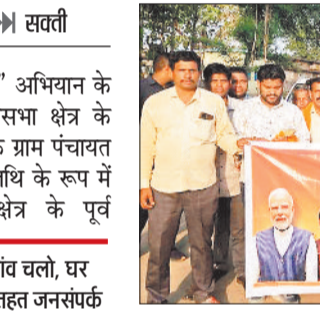 सक्ती
” अभियान के
सभा क्षेत्र के
ग्राम पंचायत
के रूप में
क्षेत्र के पूर्व
चलो, घर
तहत जनसंपर्क